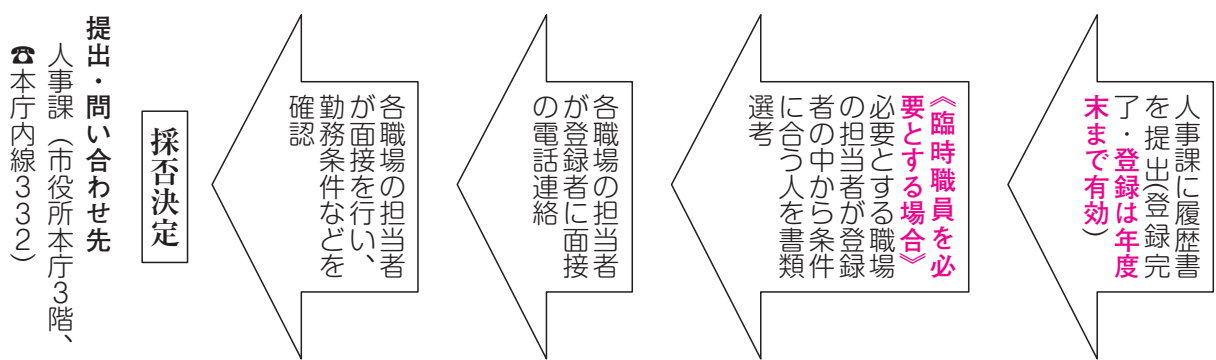 人事課に履歴書
を提出(登録完
了・登録は年度
末まで有効)
《臨時職員を必
要とする場合》
必要とする職場
の担当者が登録
者の中から条件
に合う人を書類
選考
各職場の担当者
が登録者に面接
の電話連絡
各職場の担当者
が面接を行い、
勤務条件などを
確認
採否決定
提出・問い合わせ先
人事課(市役所本庁3階、
☎本庁内線332)